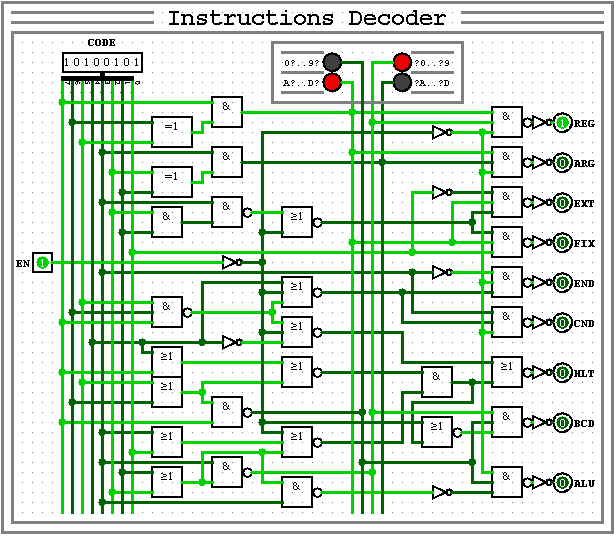 Instructions Decoder
CODE
1 0 1 0 0 1 0 1
0?...9?
A?...D?
?0...?9
?A...?D
&
=1
&
=1
&
&
≥1
EN
1
&
≥1
≥1
≥1
≥1
≥1
&
&
≥1
≥1
≥1
≥1
&
&
& 1 REG
& 0 ARG
& 0 EXT
& 0 FIX
& 0 END
& 0 CND
≥1 0 HLT
& 0 BCD
& 0 ALU